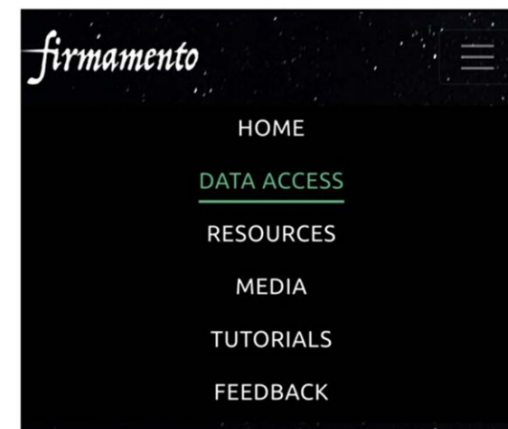 firmamento
HOME
DATA ACCESS
RESOURCES
MEDIA
TUTORIALS
FEEDBACK